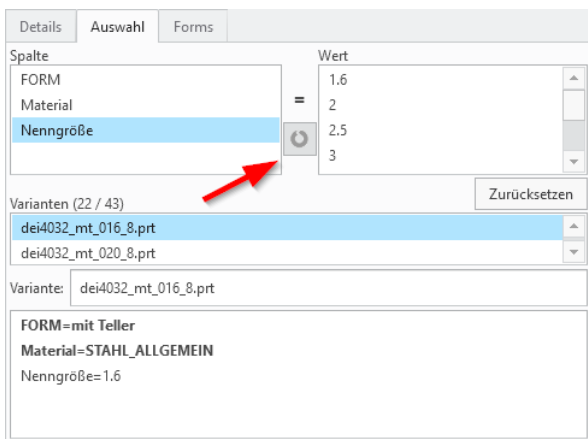 Details Auswahl Forms
Spalte Wert
FORM 1.6
Material = 2
Nenngröße 2.5
3
Zurücksetzen
Varianten (22 / 43)
dei4032_mt_016_8.prt
dei4032_mt_020_8.prt
Variante: dei4032_mt_016_8.prt
FORM=mit Teller
Material=STAHL_ALLGEMEIN
Nenngröße=1.6